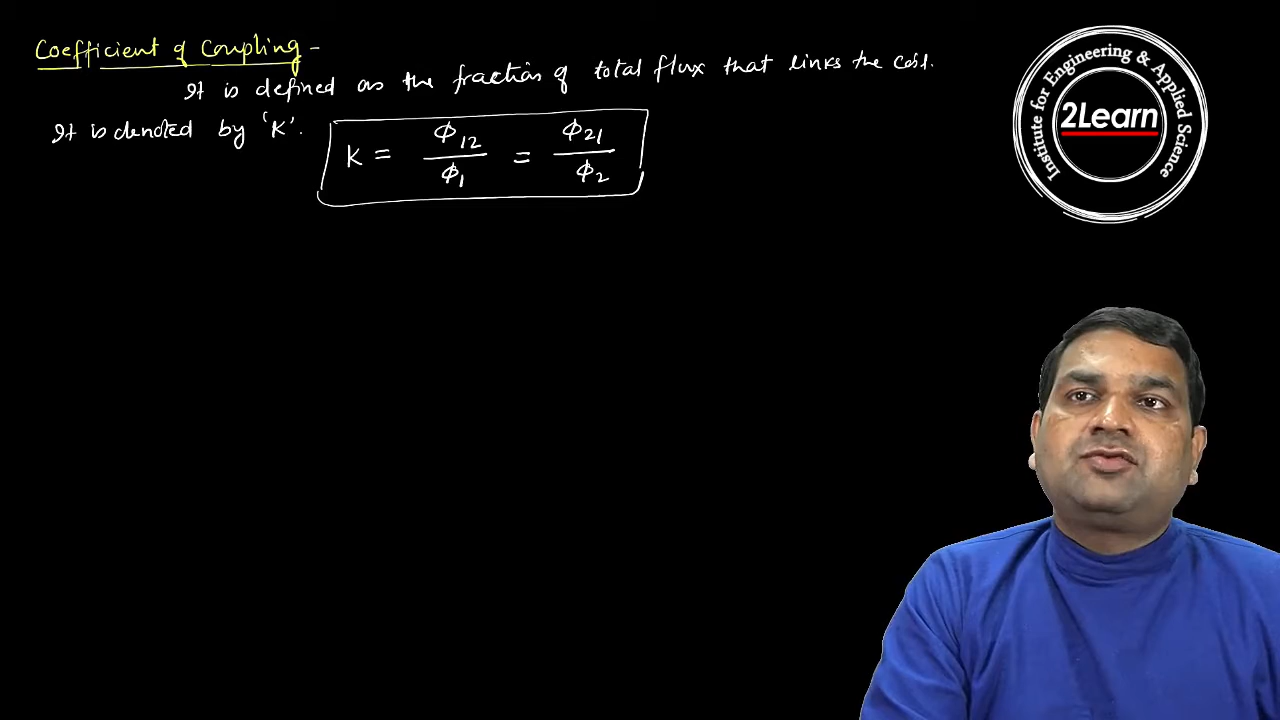 Coefficient of Coupling -
It is defined as the fraction of total flux that links the coil.
It is denoted by 'K'.
K = Φ12/Φ1 = Φ21/Φ2
Institute for Engineering & Applied Science
2Learn